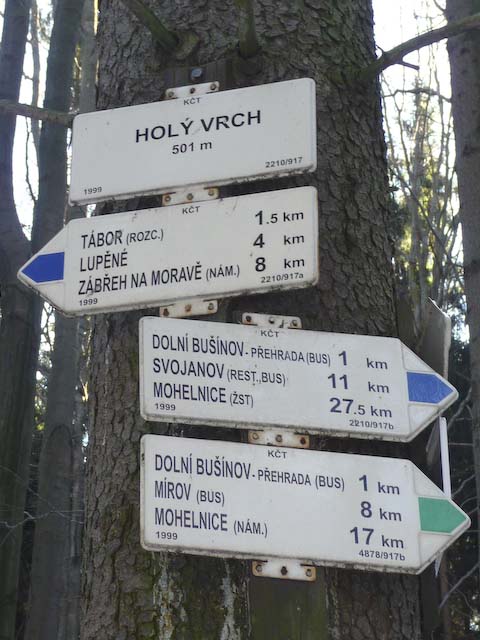 KČT
HOLÝ VRCH
501 m
1999 2210/917
KČT
TÁBOR (ROZC.) 1.5 km
LUPĚNÉ 4 km
ZÁBŘEH NA MORAVĚ (NÁM.) 8 km
1999 2210/917a
KČT
DOLNÍ BUŠÍNOV - PŘEHRADA (BUS) 1 km
SVOJANOV (REST.,BUS) 11 km
MOHELNICE (ŽST) 27.5 km
1999 2210/917b
KČT
DOLNÍ BUŠÍNOV - PŘEHRADA (BUS) 1 km
MÍROV (BUS) 8 km
MOHELNICE (NÁM.) 17 km
1999 4878/917b